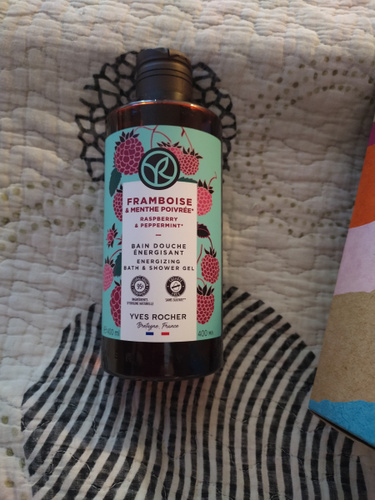 FRAMBOISE
& MENTHE POIVRÉE*
RASPBERRY
& PEPPERMINT*
BAIN DOUCHE
ÉNERGISANT
ENERGIZING
BATH & SHOWER GEL
YVES ROCHER
Bretagne, France
400 ml